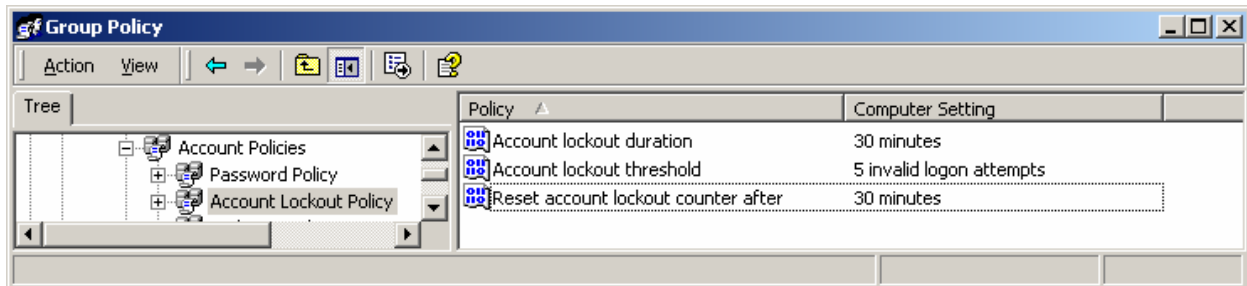 Group Policy
Action View
Tree
Policy Computer Setting
Account Policies
Password Policy
Account Lockout Policy
Account lockout duration 30 minutes
Account lockout threshold 5 invalid logon attempts
Reset account lockout counter after 30 minutes